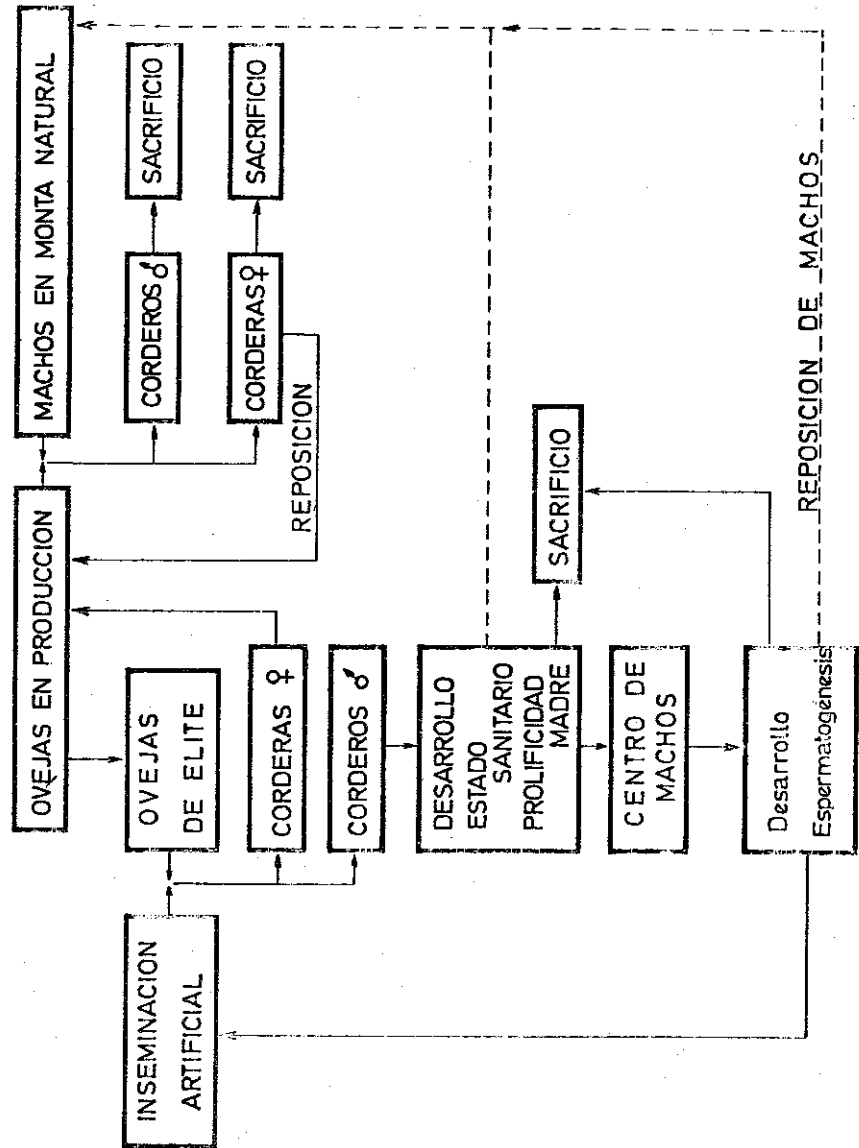 OVEJAS EN PRODUCCION
MACHOS EN MONTA NATURAL
INSEMINACION
ARTIFICIAL
OVEJAS
DE ELITE
CORDEROS ♂
SACRIFICIO
CORDERAS ♀
SACRIFICIO
REPOSICION
CORDERAS ♀
CORDEROS ♂
DESARROLLO
ESTADO
SANITARIO
PROLIFICIDAD
MADRE
SACRIFICIO
CENTRO DE
MACHOS
Desarrollo
Espermatogénesis
REPOSICION DE MACHOS